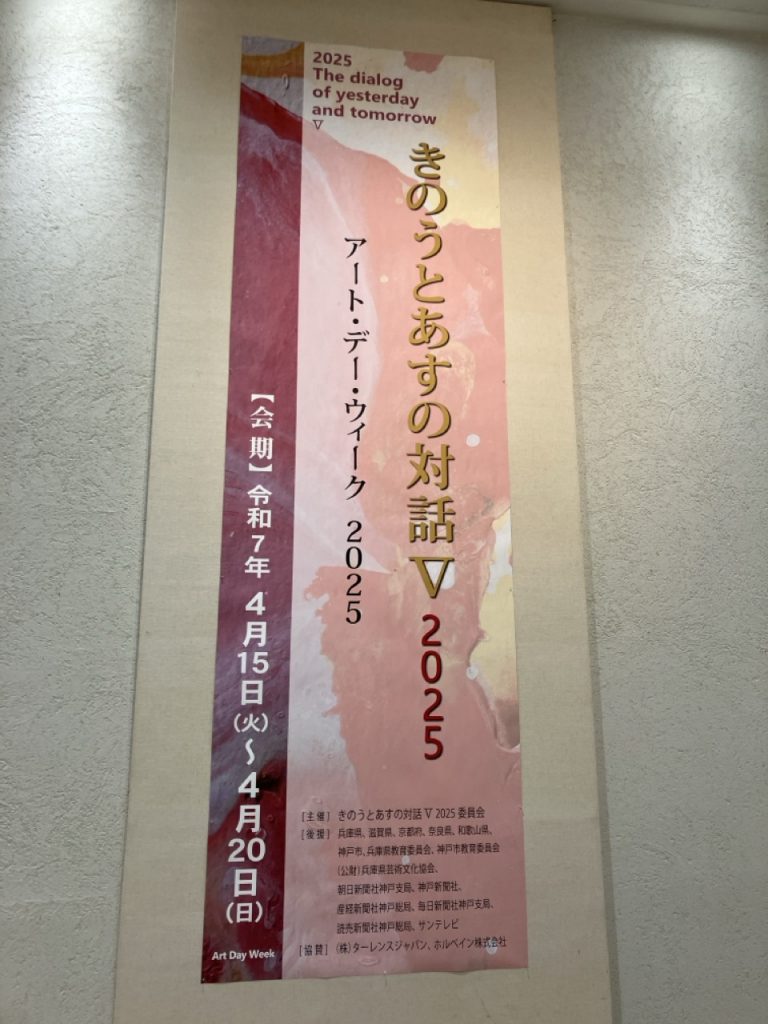 2025
The dialog
of yesterday
and tomorrow
∇
きのうとあすの対話∇2025
アート・デー・ウィーク 2025
【会期】令和7年 4月15日(火)~4月20日(日)
[主催] きのうとあすの対話 ∇ 2025 委員会
[後援] 兵庫県、滋賀県、京都府、奈良県、和歌山県、
神戸市、兵庫県教育委員会、神戸市教育委員会
(公財)兵庫県芸術文化協会、
朝日新聞社神戸支局、神戸新聞社、
産経新聞社神戸総局、毎日新聞社神戸支局、
読売新聞社神戸総局、サンテレビ
[協賛] (株)ターレンスジャパン、ホルベイン株式会社
Art Day Week